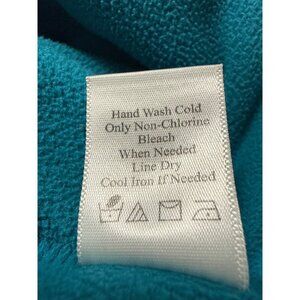 Hand Wash Cold
Only Non-Chlorine
Bleach
When Needed
Line Dry
Cool Iron If Needed